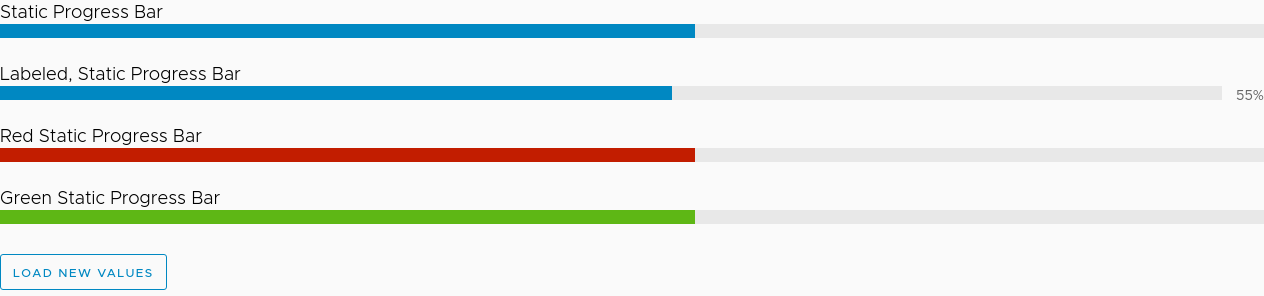 Static Progress Bar
Labeled, Static Progress Bar
55%
Red Static Progress Bar
Green Static Progress Bar
LOAD NEW VALUES